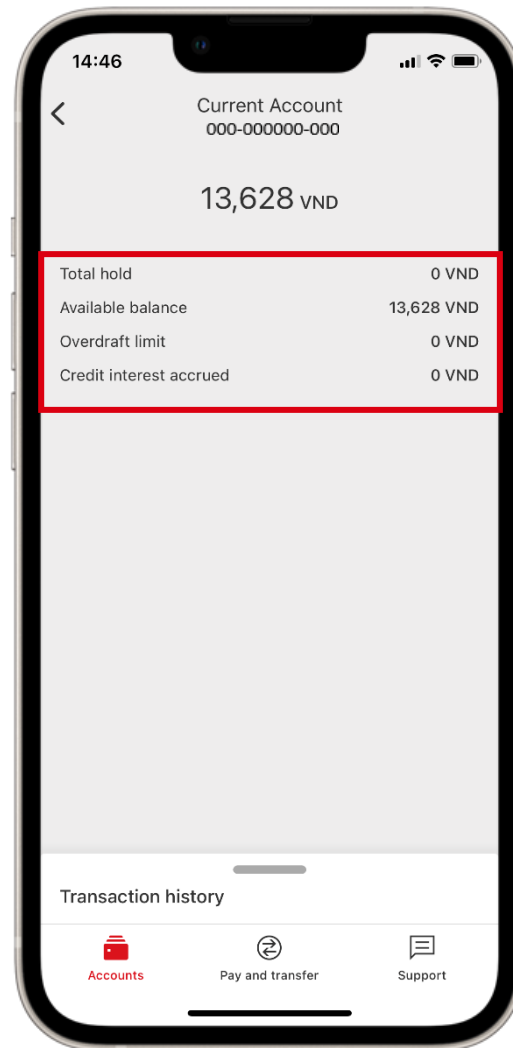 14:46
Current Account
000-000000-000
13,628 VND
Total hold 0 VND
Available balance 13,628 VND
Overdraft limit 0 VND
Credit interest accrued 0 VND
Transaction history
Accounts Pay and transfer Support